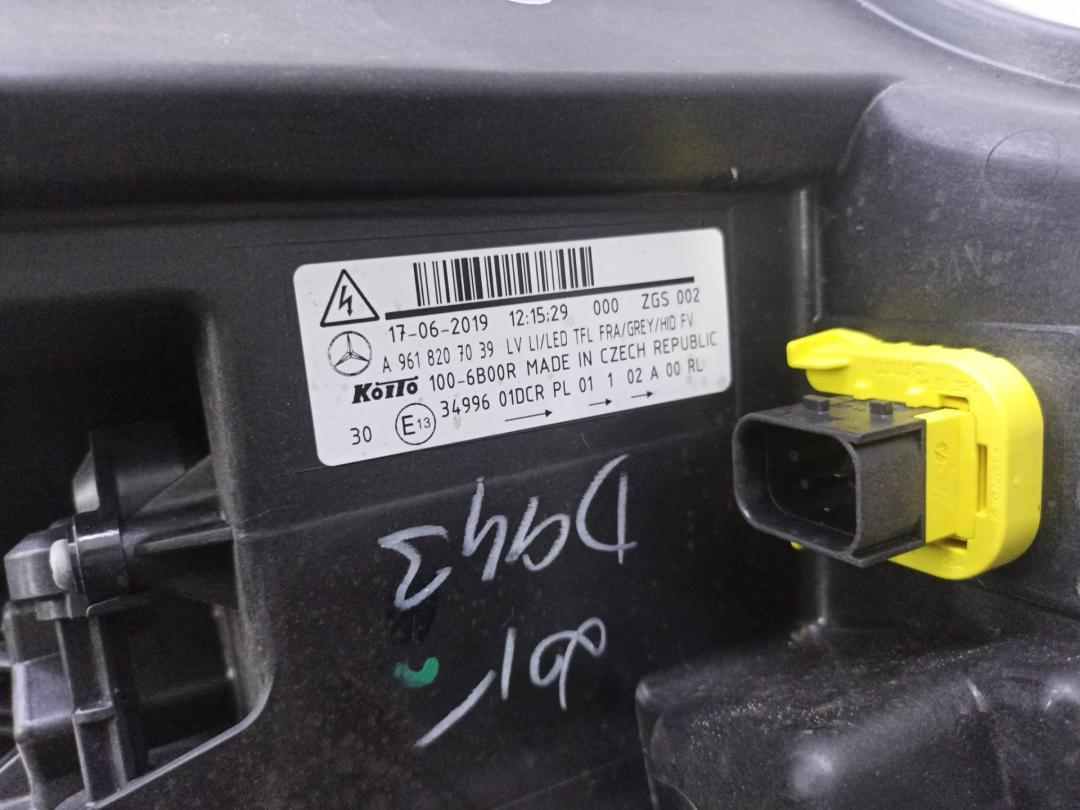 17-06-2019 12:15:29 000 ZGS 002
A 961 820 70 39 LV LI/LED TFL FRA/GREY/HID FV
KOITO 100-6B00R MADE IN CZECH REPUBLIC
30 E13 34996 01DCR PL 01 1 02 A 00 RL
24V